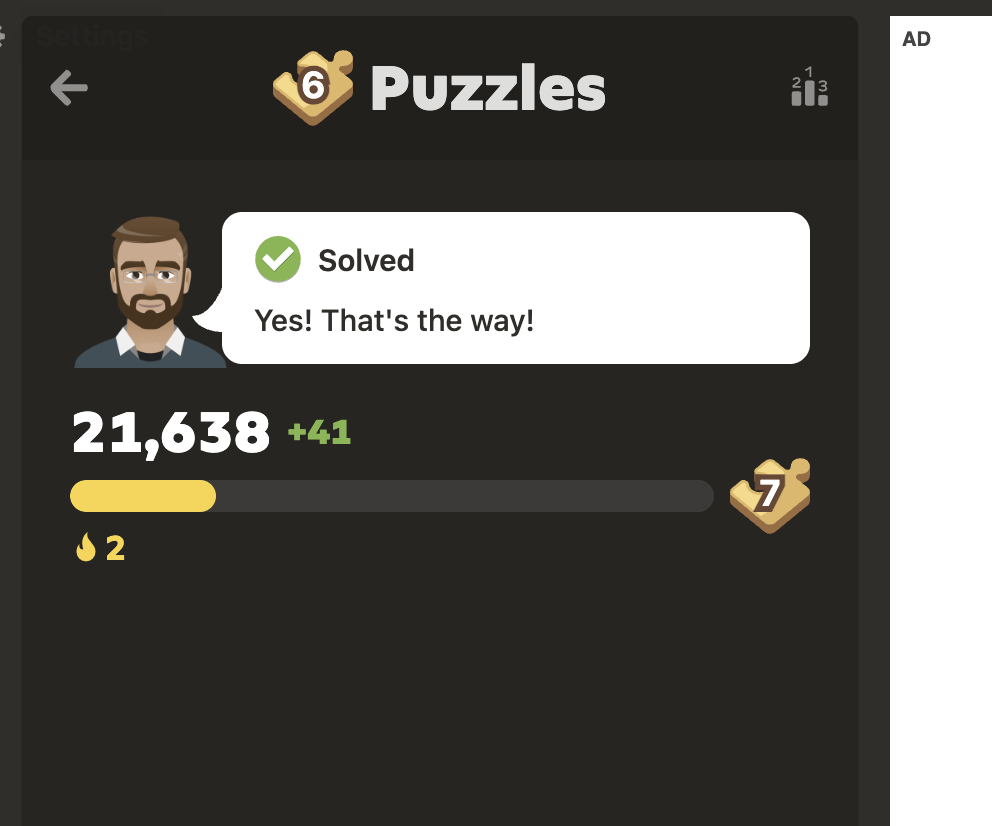 Settings
AD
6 Puzzles
2 1 3
Solved
Yes! That's the way!
21,638 +41
7
2